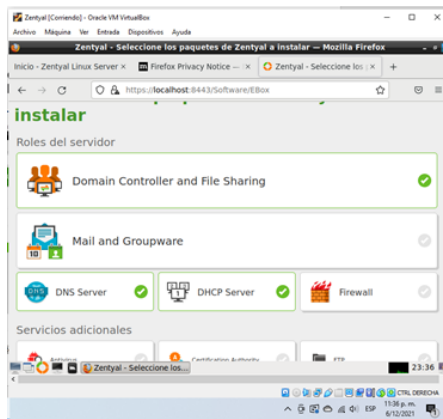 Zentyal [Corriendo] - Oracle VM VirtualBox
Archivo Máquina Ver Entrada Dispositivos Ayuda
Zentyal - Seleccione los paquetes de Zentyal a instalar — Mozilla Firefox
Inicio - Zentyal Linux Server
Firefox Privacy Notice —
Zentyal - Seleccione los
https://localhost:8443/Software/EBox
instalar
Roles del servidor
Domain Controller and File Sharing
Mail and Groupware
DNS Server
DHCP Server
Firewall
Servicios adicionales
Antivirus
Certification Authority
FTP
Zentyal - Seleccione los...
23:36
CTRL DERECHA
ESP
11:36 p. m.
6/12/2021